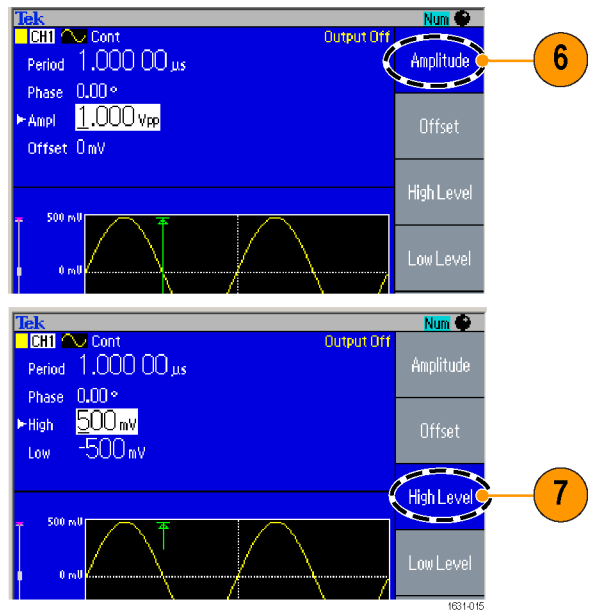 Tek Num
CH1 Cont Output Off
Period 1.000 00 µs
Phase 0.00 °
Ampl 1.000 Vpp
Offset 0 mV
500 mV
0 mV
Amplitude
Offset
High Level
Low Level
6
Tek Num
CH1 Cont Output Off
Period 1.000 00 µs
Phase 0.00 °
High 500 mV
Low -500 mV
500 mV
0 mV
Amplitude
Offset
High Level
Low Level
7
1631-015